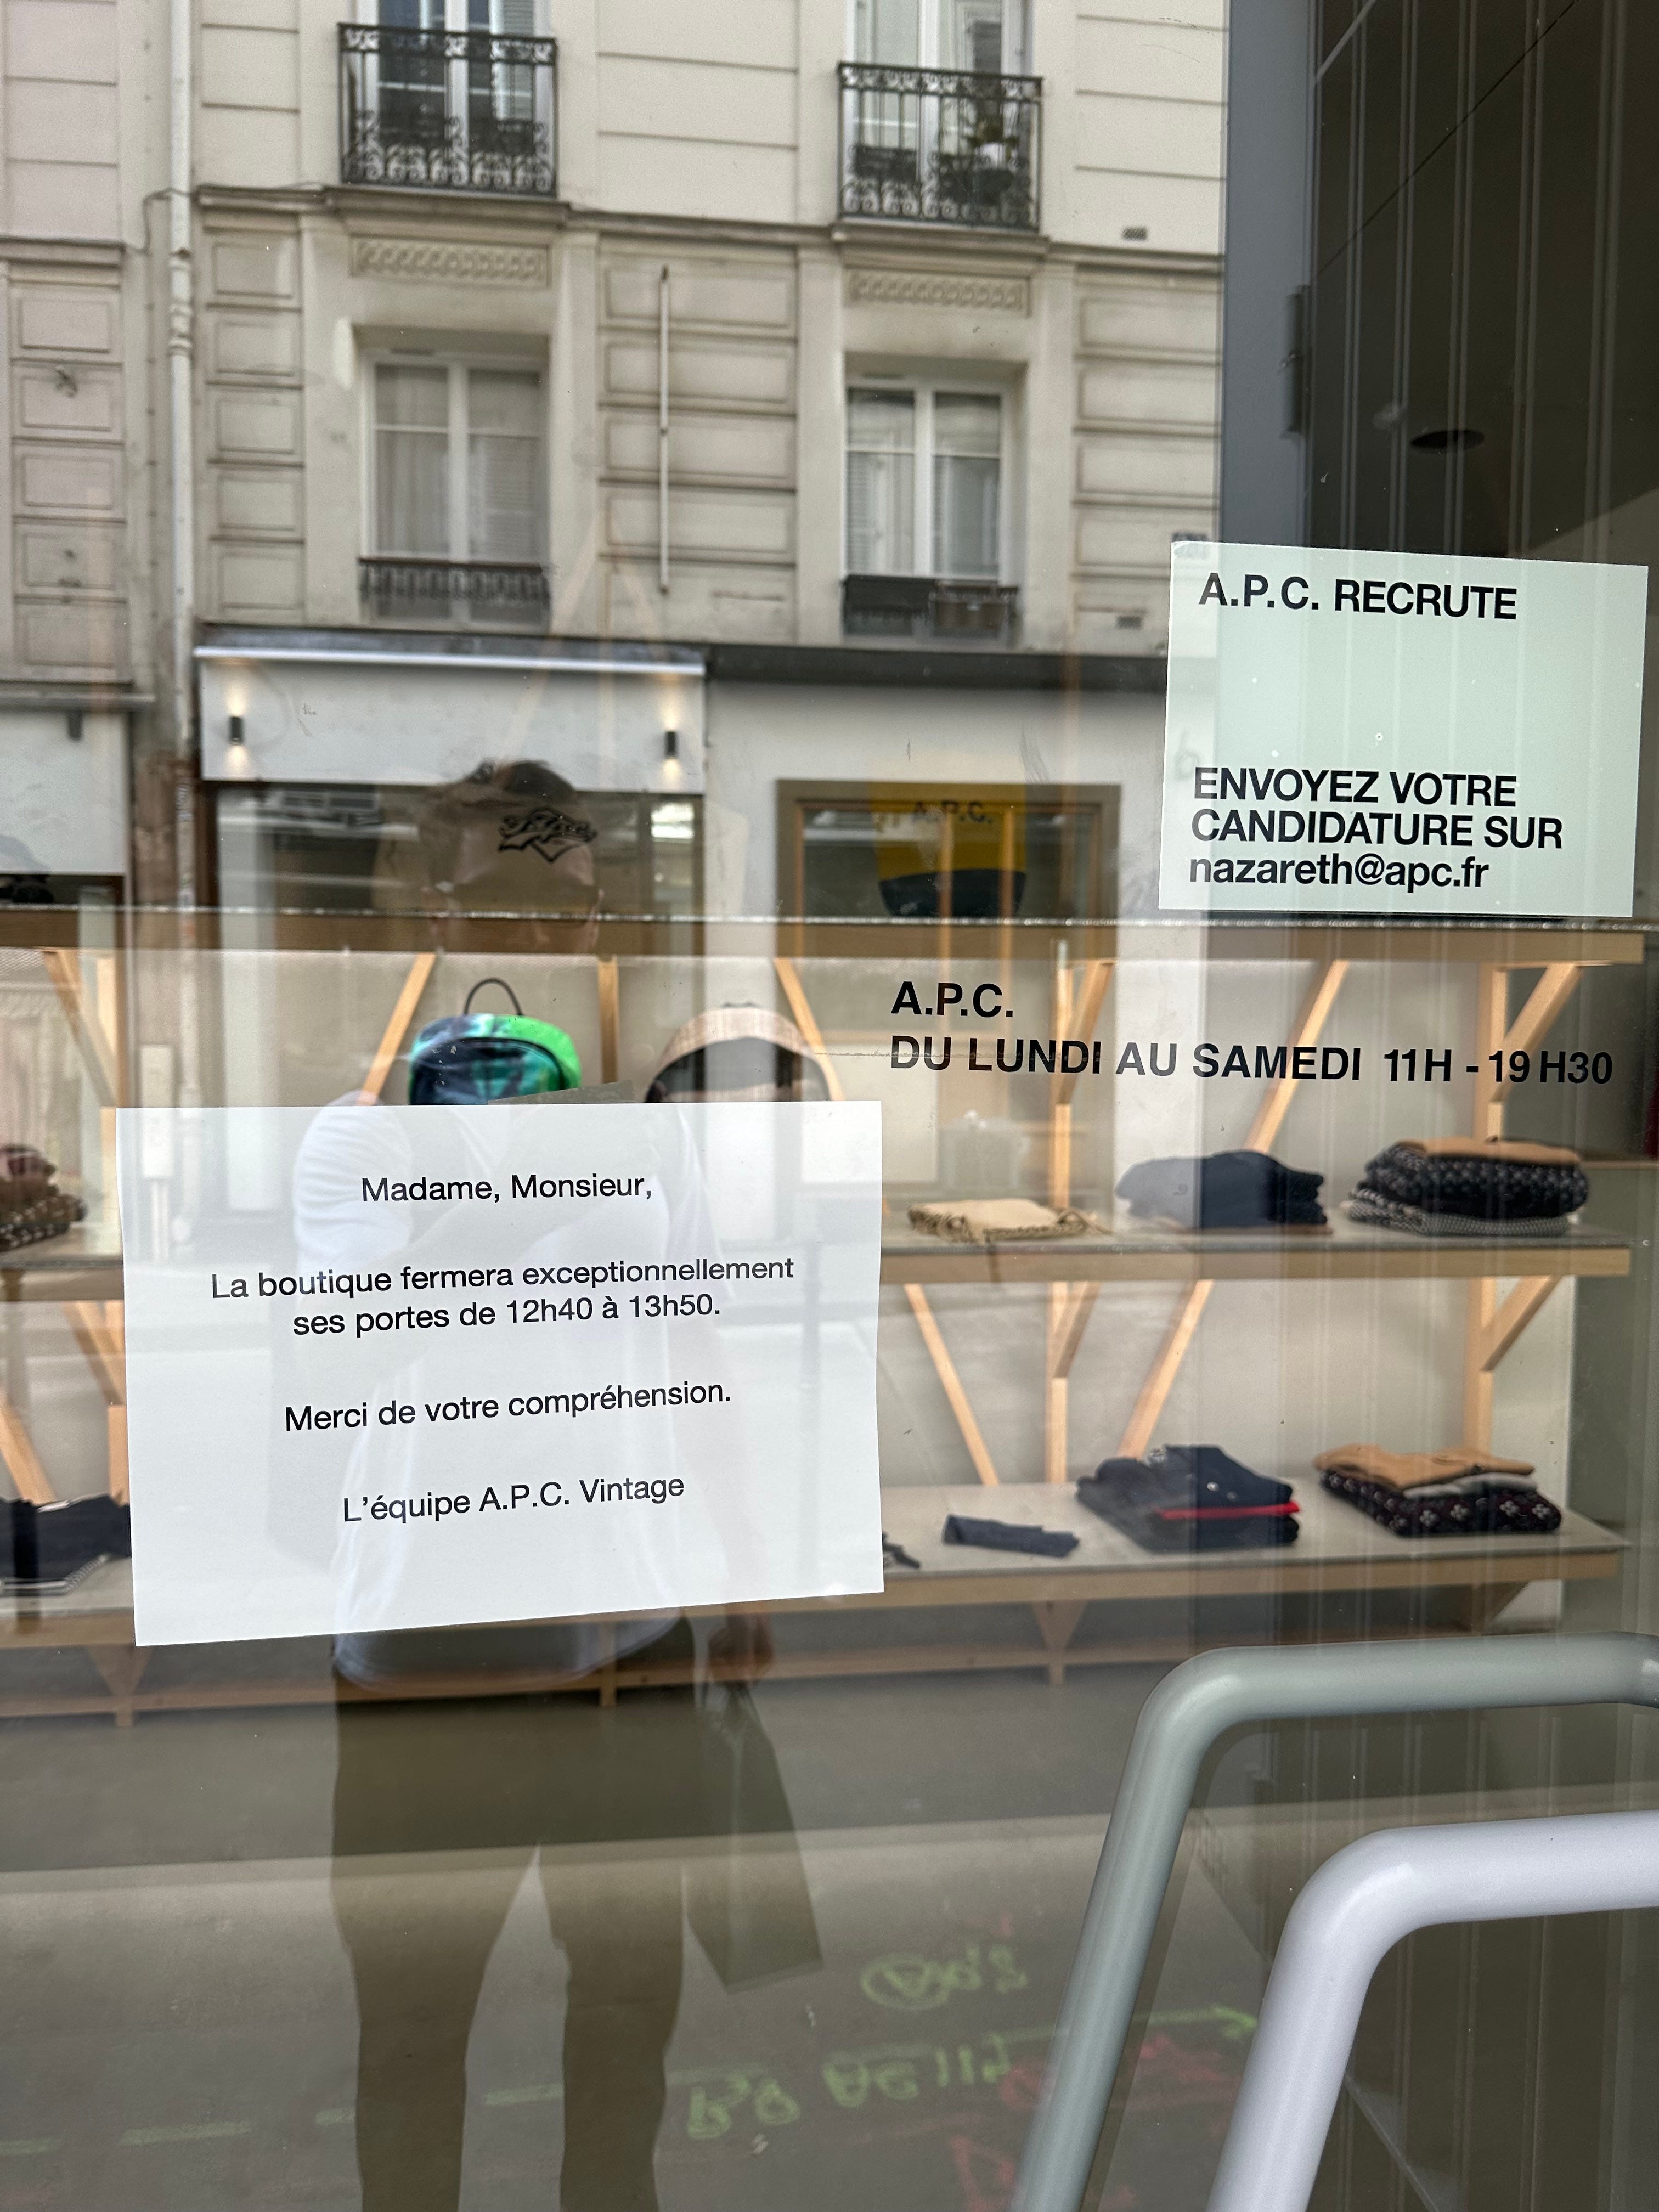 A.P.C. RECRUTE
ENVOYEZ VOTRE
CANDIDATURE SUR
nazareth@apc.fr
A.P.C.
A.P.C.
DU LUNDI AU SAMEDI 11H - 19H30
Madame, Monsieur,
La boutique fermera exceptionnellement
ses portes de 12h40 à 13h50.
Merci de votre compréhension.
L'équipe A.P.C. Vintage